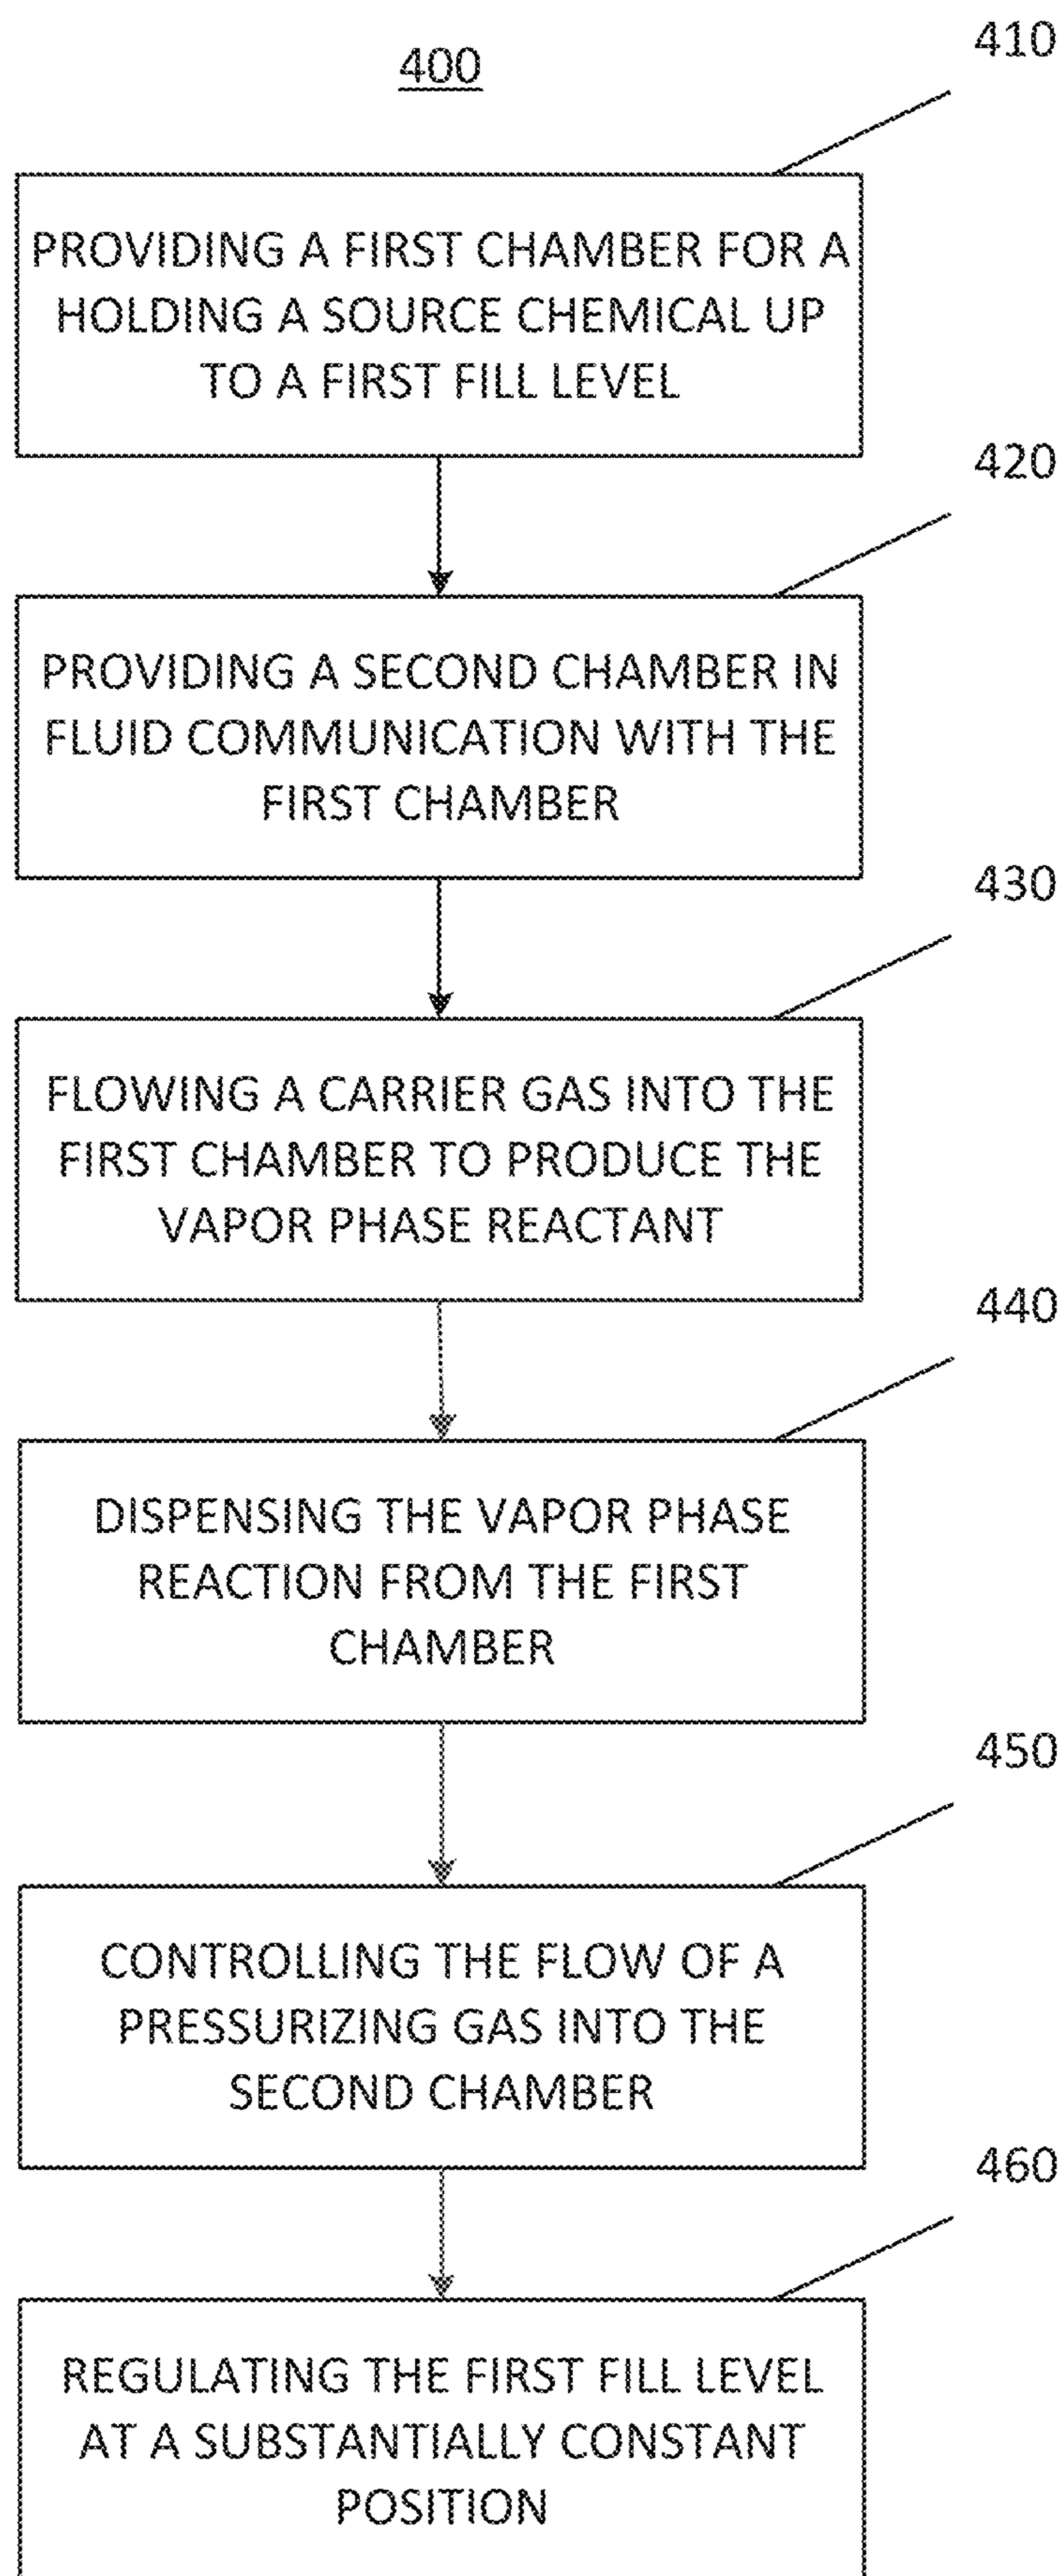 400
410
PROVIDING A FIRST CHAMBER FOR A
HOLDING A SOURCE CHEMICAL UP
TO A FIRST FILL LEVEL
420
PROVIDING A SECOND CHAMBER IN
FLUID COMMUNICATION WITH THE
FIRST CHAMBER
430
FLOWING A CARRIER GAS INTO THE
FIRST CHAMBER TO PRODUCE THE
VAPOR PHASE REACTANT
440
DISPENSING THE VAPOR PHASE
REACTION FROM THE FIRST
CHAMBER
450
CONTROLLING THE FLOW OF A
PRESSURIZING GAS INTO THE
SECOND CHAMBER
460
REGULATING THE FIRST FILL LEVEL
AT A SUBSTANTIALLY CONSTANT
POSITION